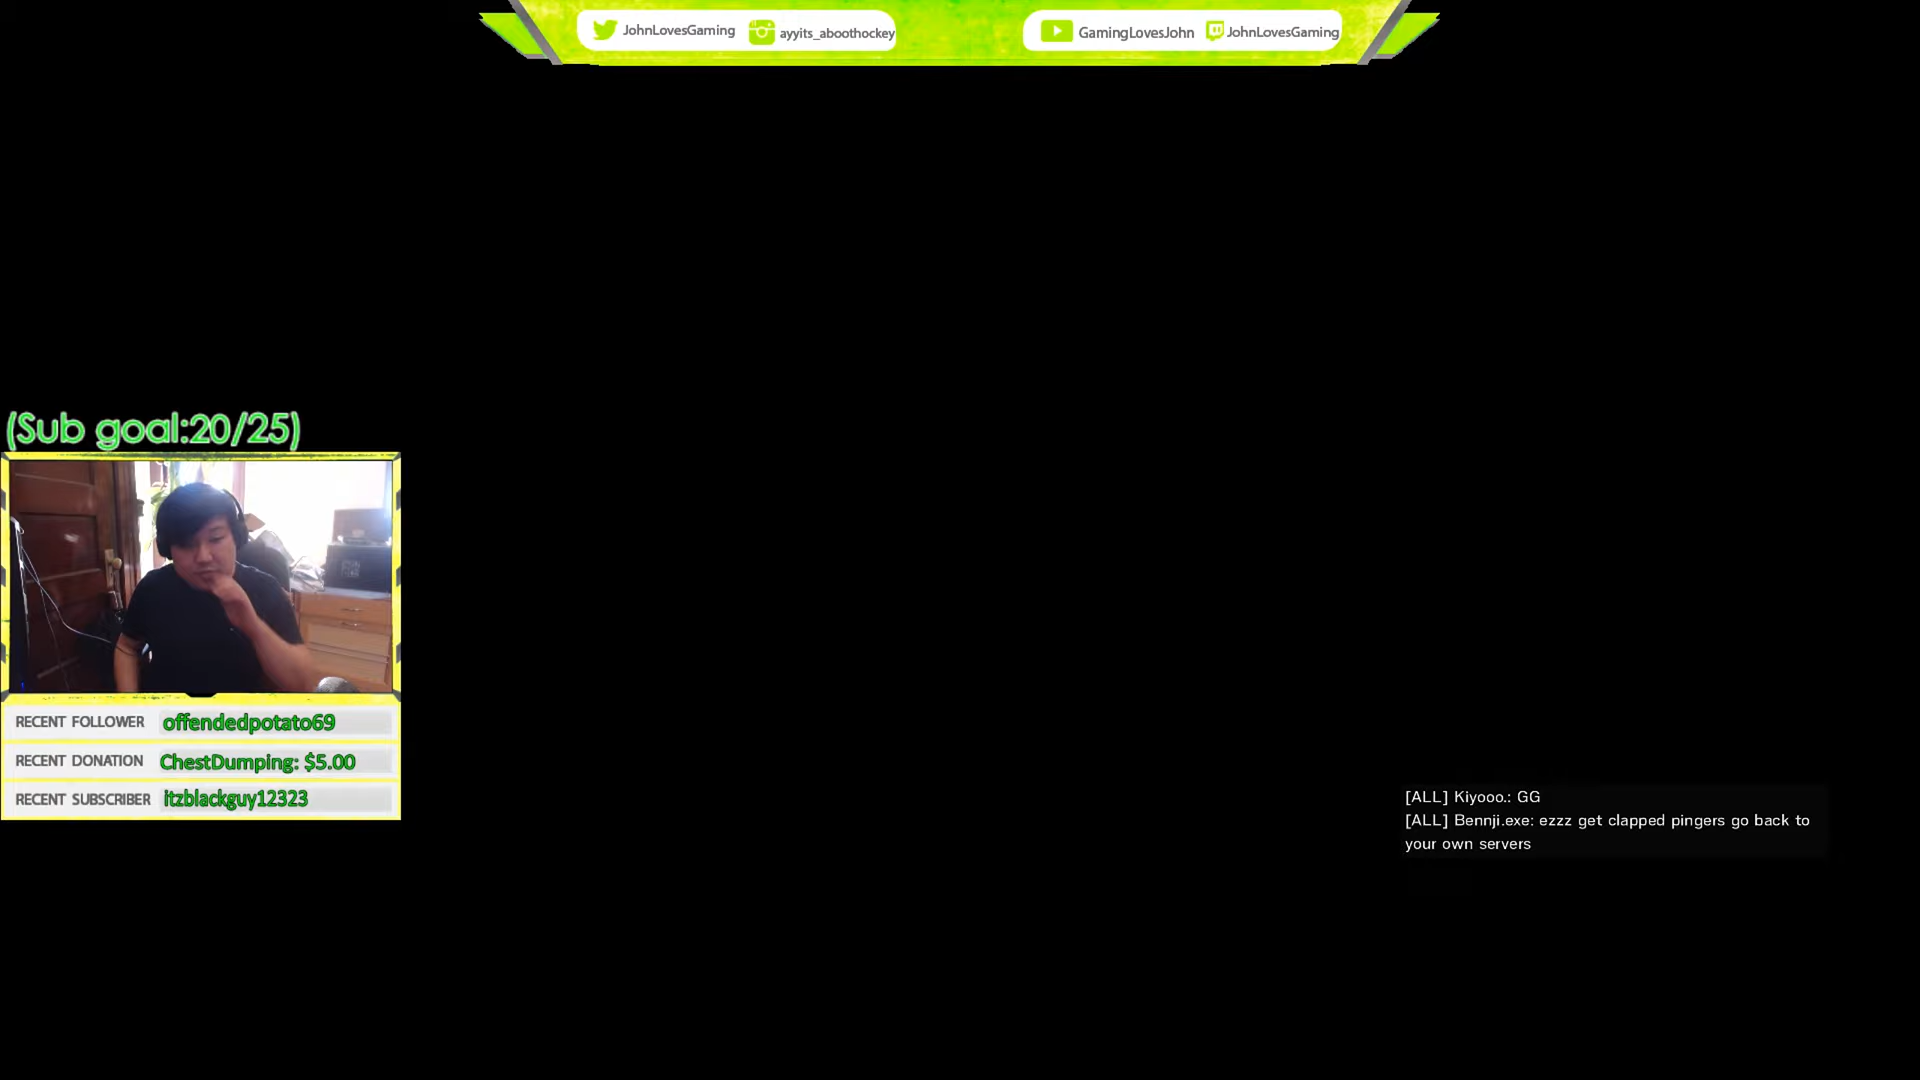 JohnLovesGaming
ayyits_aboothockey
GamingLovesJohn
JohnLovesGaming
(Sub goal:20/25)
RECENT FOLLOWER offendedpotato69
RECENT DONATION ChestDumping: $5.00
RECENT SUBSCRIBER itzblackguy12323
[ALL] Kiyooo.: GG
[ALL] Bennji.exe: ezzz get clapped pingers go back to
your own servers